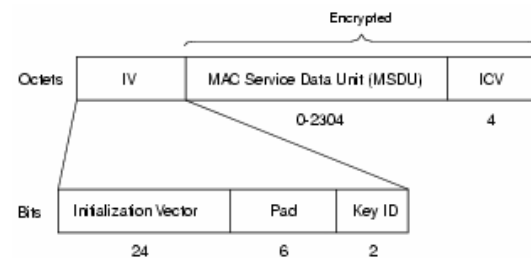 Encrypted
Octets IV MAC Service Data Unit (MSDU) ICV
0-2304 4
Bits Initialization Vector Pad Key ID
24 6 2